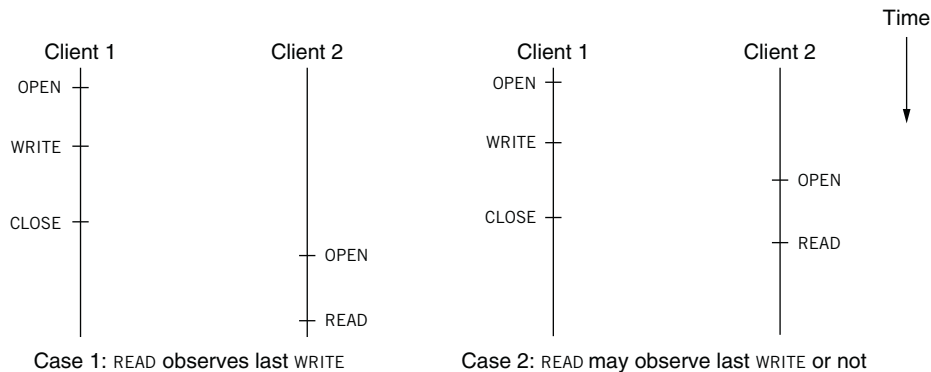 Time
Client 1
Client 2
Client 1
Client 2
OPEN
WRITE
CLOSE
OPEN
READ
OPEN
WRITE
CLOSE
OPEN
READ
Case 1: READ observes last WRITE
Case 2: READ may observe last WRITE or not